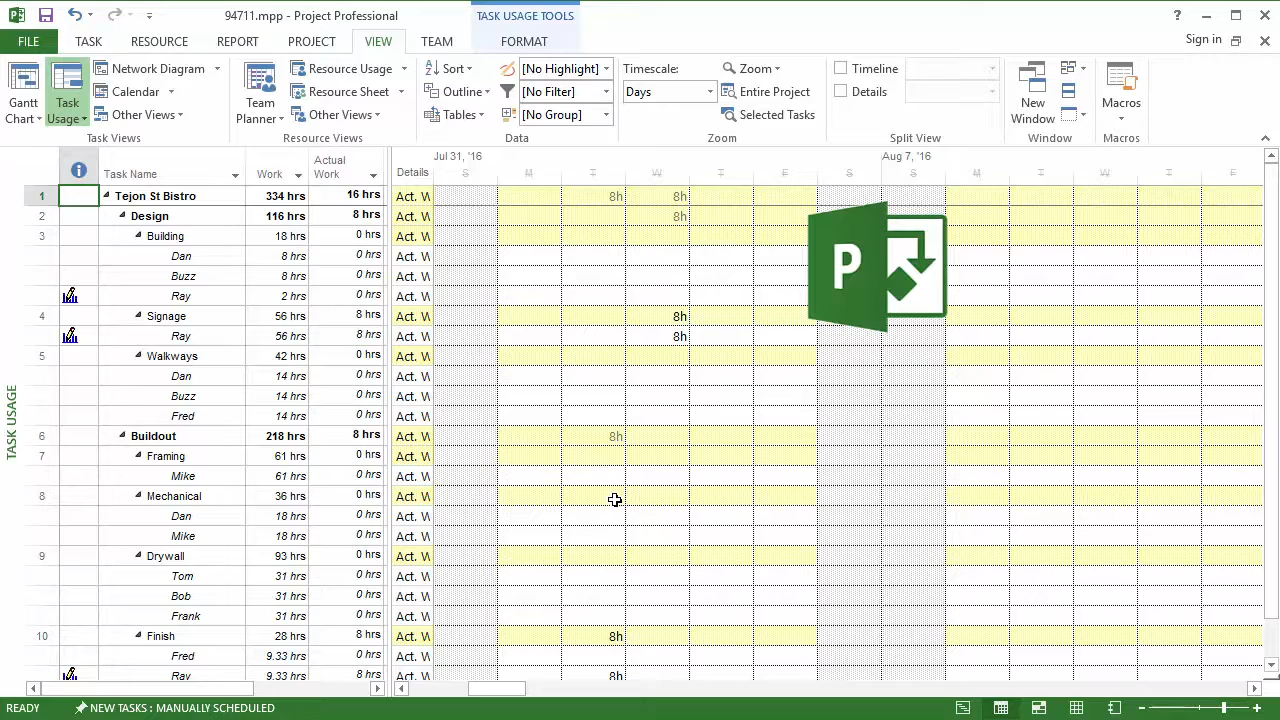 94711.mpp - Project Professional
TASK USAGE TOOLS
FILE TASK RESOURCE REPORT PROJECT VIEW TEAM FORMAT Sign in
Gantt Chart
Task Usage
Network Diagram
Calendar
Other Views
Task Views
Team Planner
Resource Usage
Resource Sheet
Other Views
Resource Views
Sort
Outline
Tables
[No Highlight]
[No Filter]
[No Group]
Data
Timescale:
Days
Zoom
Entire Project
Selected Tasks
Zoom
Timeline
Details
Split View
New Window
Window
Macros
Macros
Task Name Work Actual Work Details Jul 31, '16 Aug 7, '16
S M T W T F S S M T W T F
1 Tejon St Bistro 334 hrs 16 hrs Act. W 8h 8h
2 Design 116 hrs 8 hrs Act. W 8h
3 Building 18 hrs 0 hrs Act. W
Dan 8 hrs 0 hrs Act. W
Buzz 8 hrs 0 hrs Act. W
Ray 2 hrs 0 hrs Act. W
4 Signage 56 hrs 8 hrs Act. W 8h
Ray 56 hrs 8 hrs Act. W 8h
5 Walkways 42 hrs 0 hrs Act. W
Dan 14 hrs 0 hrs Act. W
Buzz 14 hrs 0 hrs Act. W
Fred 14 hrs 0 hrs Act. W
6 Buildout 218 hrs 8 hrs Act. W 8h
7 Framing 61 hrs 0 hrs Act. W
Mike 61 hrs 0 hrs Act. W
8 Mechanical 36 hrs 0 hrs Act. W
Dan 18 hrs 0 hrs Act. W
Mike 18 hrs 0 hrs Act. W
9 Drywall 93 hrs 0 hrs Act. W
Tom 31 hrs 0 hrs Act. W
Bob 31 hrs 0 hrs Act. W
Frank 31 hrs 0 hrs Act. W
10 Finish 28 hrs 8 hrs Act. W 8h
Fred 9.33 hrs 0 hrs Act. W
Ray 9.33 hrs 8 hrs Act. W 8h
P
TASK USAGE
READY NEW TASKS : MANUALLY SCHEDULED